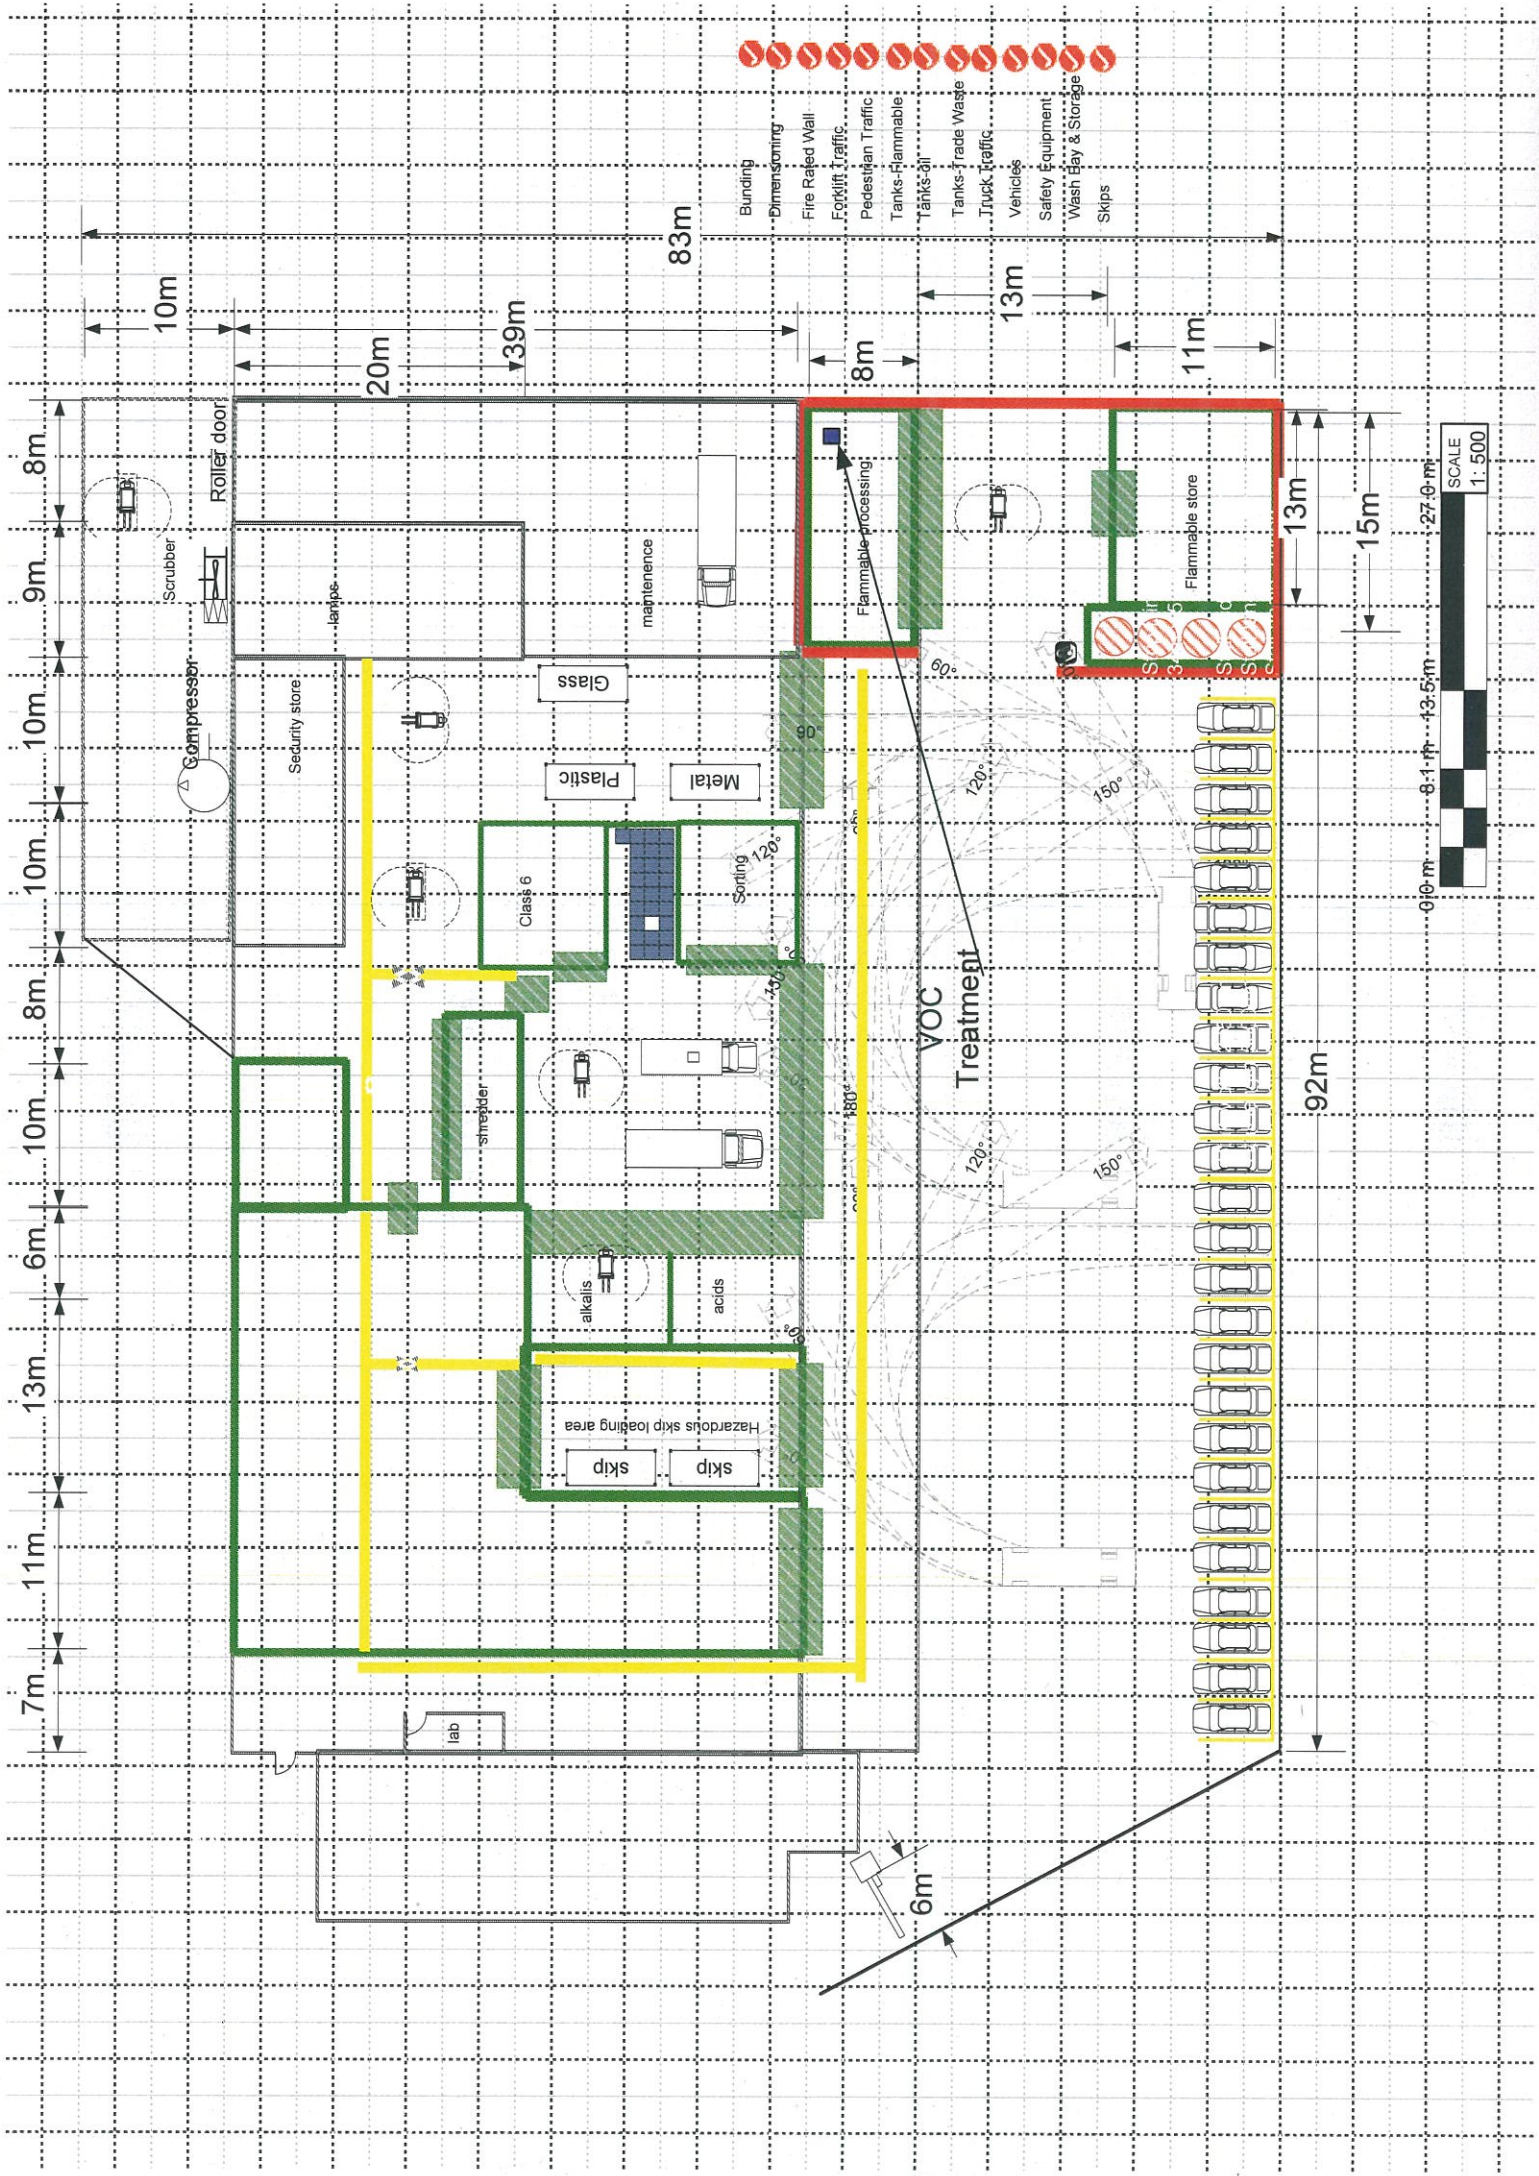 Bunding
Dimensioning
Fire Rated Wall
Forklift Traffic
Pedestrian Traffic
Tanks-Flammable
Tanks-oil
Tanks-Trade Waste
Truck Traffic
Vehicles
Safety Equipment
Wash Bay & Storage
Skips
83m
10m
39m
20m
8m
13m
11m
8m
9m
10m
10m
8m
10m
6m
13m
11m
7m
Roller door
Scrubber
Compressor
lamps
Security store
maintenence
Glass
Plastic
Metal
Class 6
Sorting
shredder
alkalis
acids
Hazardous skip loading area
skip
skip
lab
Flammable processing
Flammable store
VOC
Treatment
60°
90°
120°
150°
120°
150°
180°
120°
150°
13m
15m
92m
6m
SCALE
1: 500
0.0 m
8.1 m
13.5 m
27.0 m